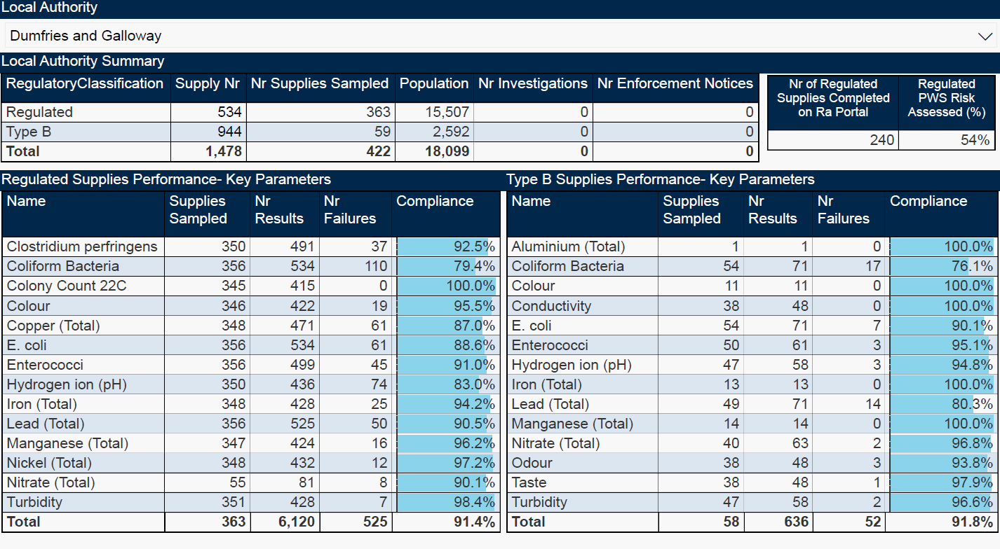 Local Authority
Dumfries and Galloway
Local Authority Summary
RegulatoryClassification Supply Nr Nr Supplies Sampled Population Nr Investigations Nr Enforcement Notices
Regulated 534 363 15,507 0 0
Type B 944 59 2,592 0 0
Total 1,478 422 18,099 0 0
Nr of Regulated
Supplies Completed
on Ra Portal
Regulated
PWS Risk
Assessed (%)
240 54%
Regulated Supplies Performance- Key Parameters
Name Supplies Nr Nr Compliance
Sampled Results Failures
Clostridium perfringens 350 491 37 92.5%
Coliform Bacteria 356 534 110 79.4%
Colony Count 22C 345 415 0 100.0%
Colour 346 422 19 95.5%
Copper (Total) 348 471 61 87.0%
E. coli 356 534 61 88.6%
Enterococci 356 499 45 91.0%
Hydrogen ion (pH) 350 436 74 83.0%
Iron (Total) 348 428 25 94.2%
Lead (Total) 356 525 50 90.5%
Manganese (Total) 347 424 16 96.2%
Nickel (Total) 348 432 12 97.2%
Nitrate (Total) 55 81 8 90.1%
Turbidity 351 428 7 98.4%
Total 363 6,120 525 91.4%
Type B Supplies Performance- Key Parameters
Name Supplies Nr Nr Compliance
Sampled Results Failures
Aluminium (Total) 1 1 0 100.0%
Coliform Bacteria 54 71 17 76.1%
Colour 11 11 0 100.0%
Conductivity 38 48 0 100.0%
E. coli 54 71 7 90.1%
Enterococci 50 61 3 95.1%
Hydrogen ion (pH) 47 58 3 94.8%
Iron (Total) 13 13 0 100.0%
Lead (Total) 49 71 14 80.3%
Manganese (Total) 14 14 0 100.0%
Nitrate (Total) 40 63 2 96.8%
Odour 38 48 3 93.8%
Taste 38 48 1 97.9%
Turbidity 47 58 2 96.6%
Total 58 636 52 91.8%